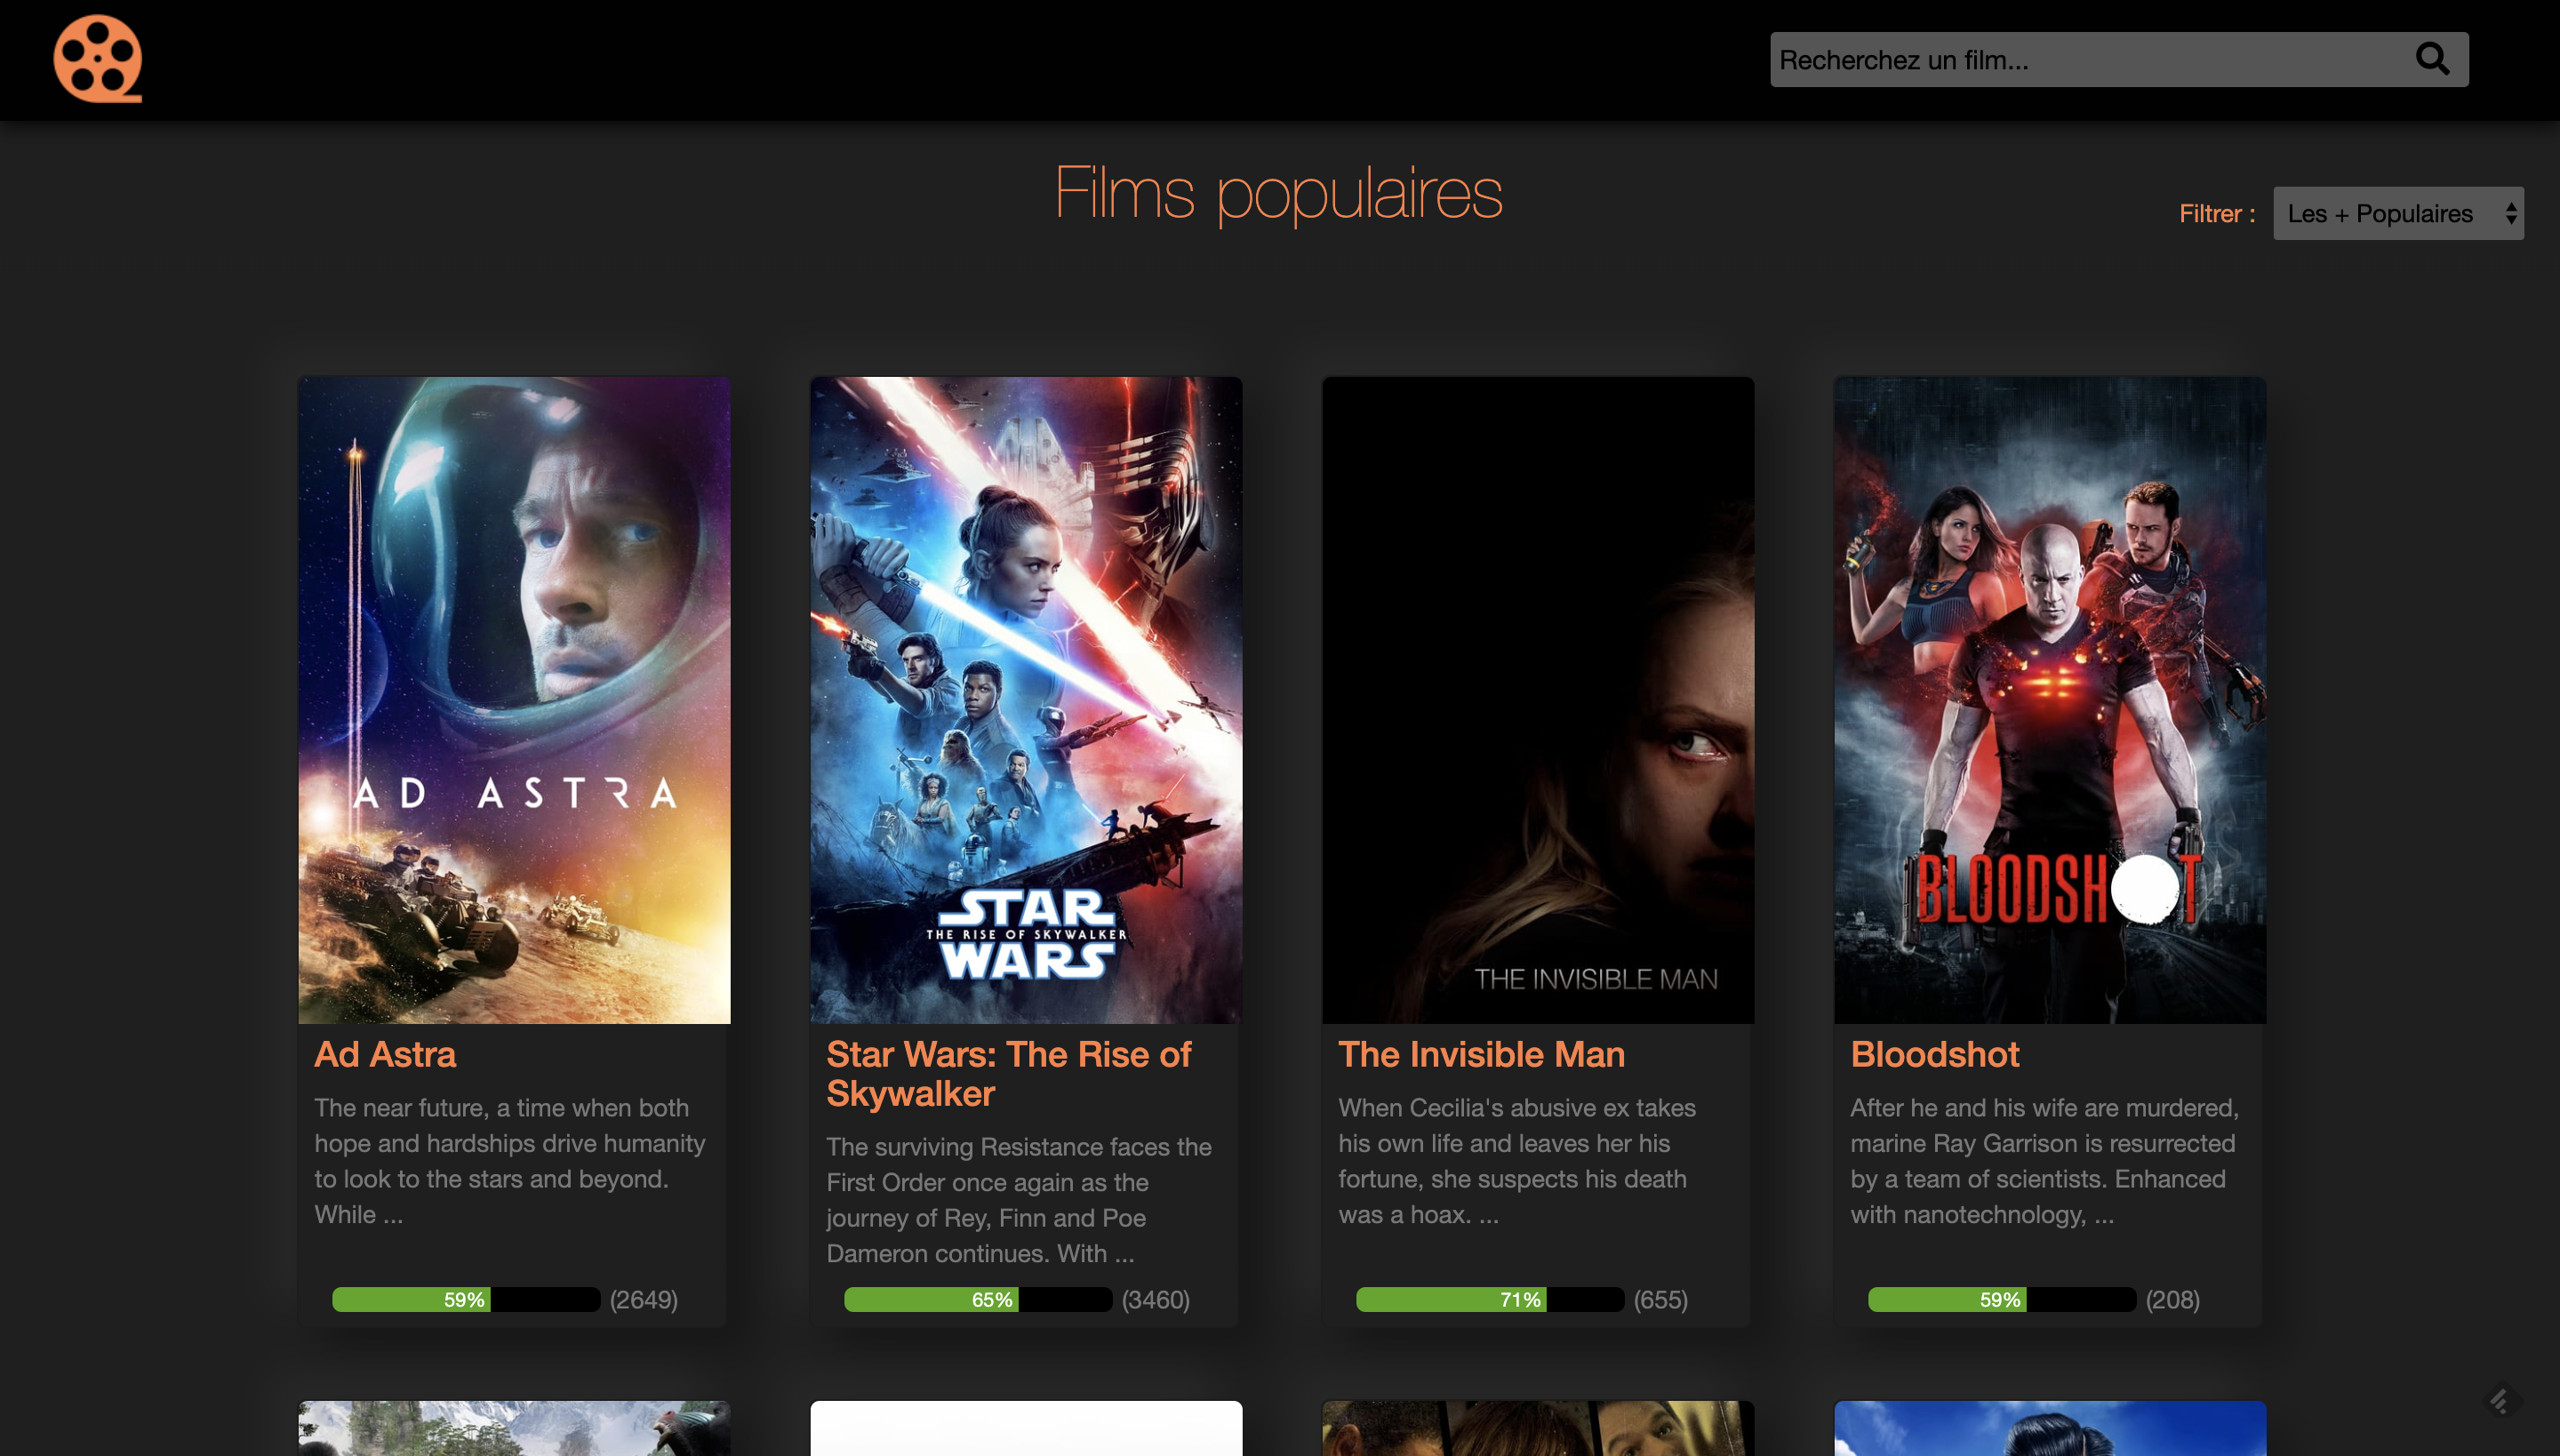 Recherchez un film...
Films populaires
Filtrer :
Les + Populaires
AD ASTRA
STAR
THE RISE OF SKYWALKER
WARS
THE INVISIBLE MAN
BLOODSHOT
Ad Astra
The near future, a time when both
hope and hardships drive humanity
to look to the stars and beyond.
While ...
59%
(2649)
Star Wars: The Rise of
Skywalker
The surviving Resistance faces the
First Order once again as the
journey of Rey, Finn and Poe
Dameron continues. With ...
65%
(3460)
The Invisible Man
When Cecilia's abusive ex takes
his own life and leaves her his
fortune, she suspects his death
was a hoax. ...
71%
(655)
Bloodshot
After he and his wife are murdered,
marine Ray Garrison is resurrected
by a team of scientists. Enhanced
with nanotechnology, ...
59%
(208)